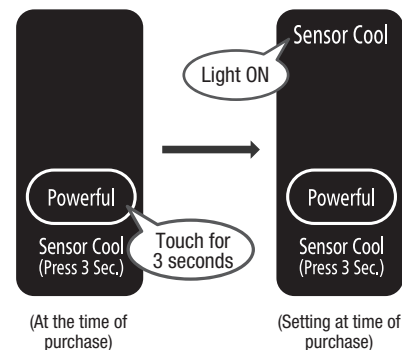 Powerful
Sensor Cool
(Press 3 Sec.)
Touch for
3 seconds
(At the time of
purchase)
Sensor Cool
Light ON
Powerful
Sensor Cool
(Press 3 Sec.)
(Setting at time of
purchase)